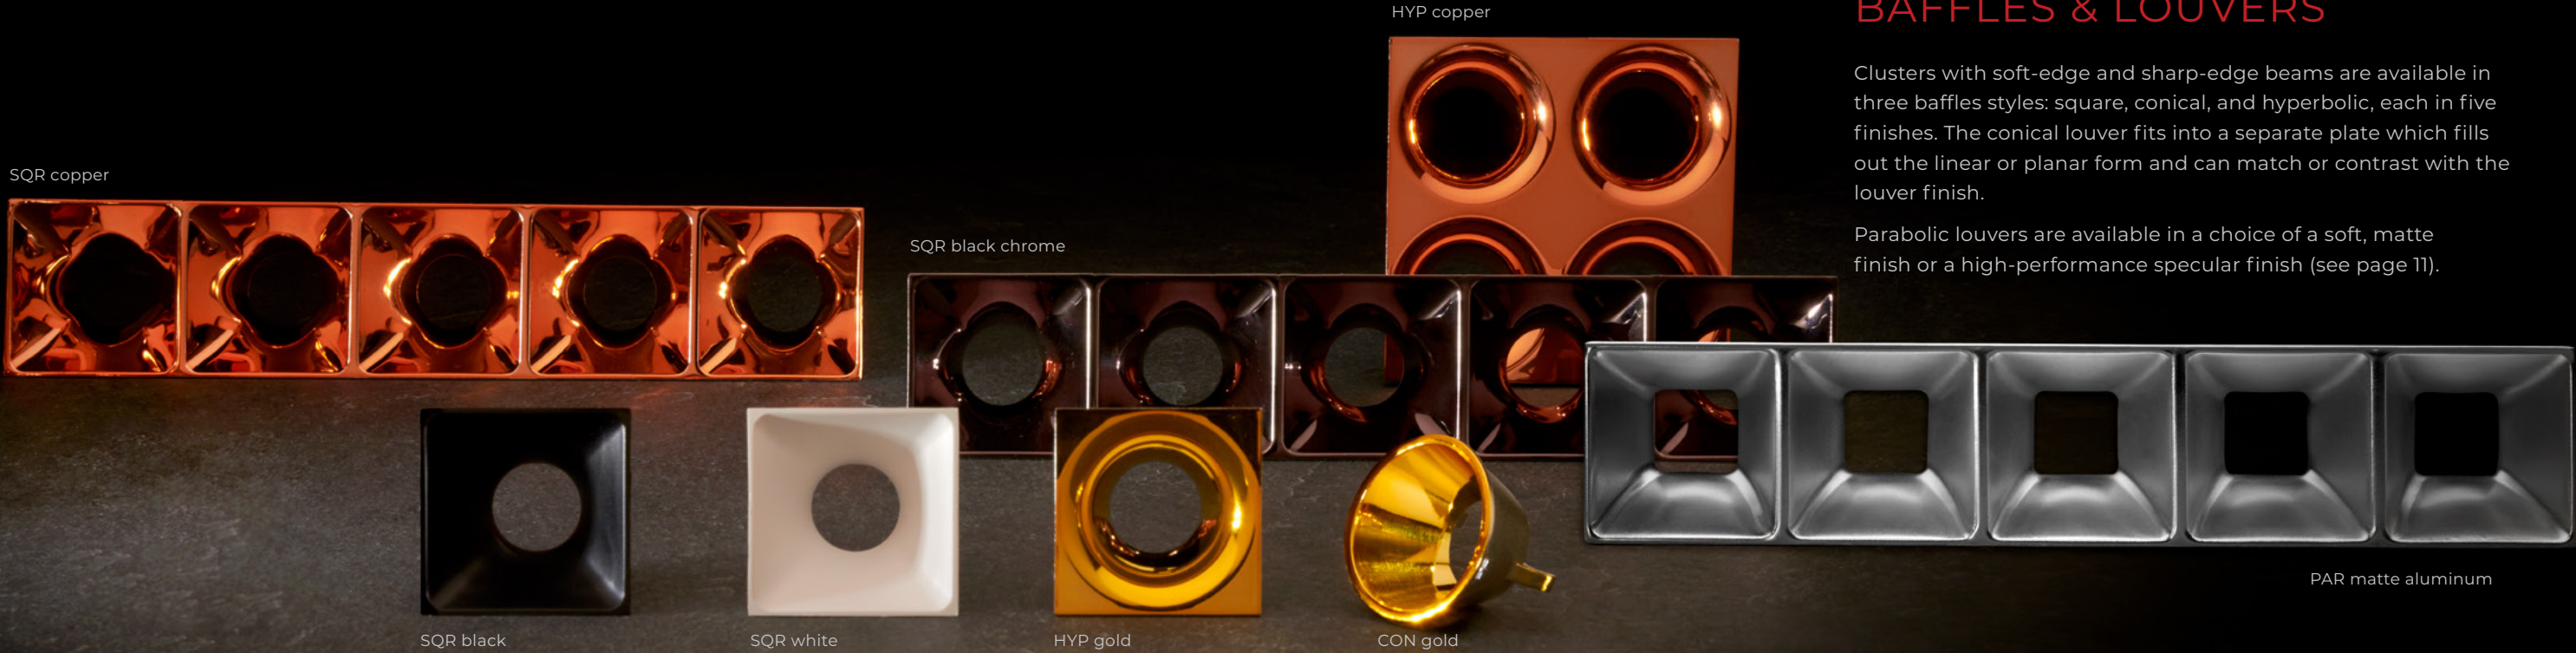 HYP copper
BAFFLES & LOUVERS
Clusters with soft-edge and sharp-edge beams are available in
three baffles styles: square, conical, and hyperbolic, each in five
finishes. The conical louver fits into a separate plate which fills
out the linear or planar form and can match or contrast with the
louver finish.
Parabolic louvers are available in a choice of a soft, matte
finish or a high-performance specular finish (see page 11).
SQR copper
SQR black chrome
PAR matte aluminum
SQR black
SQR white
HYP gold
CON gold